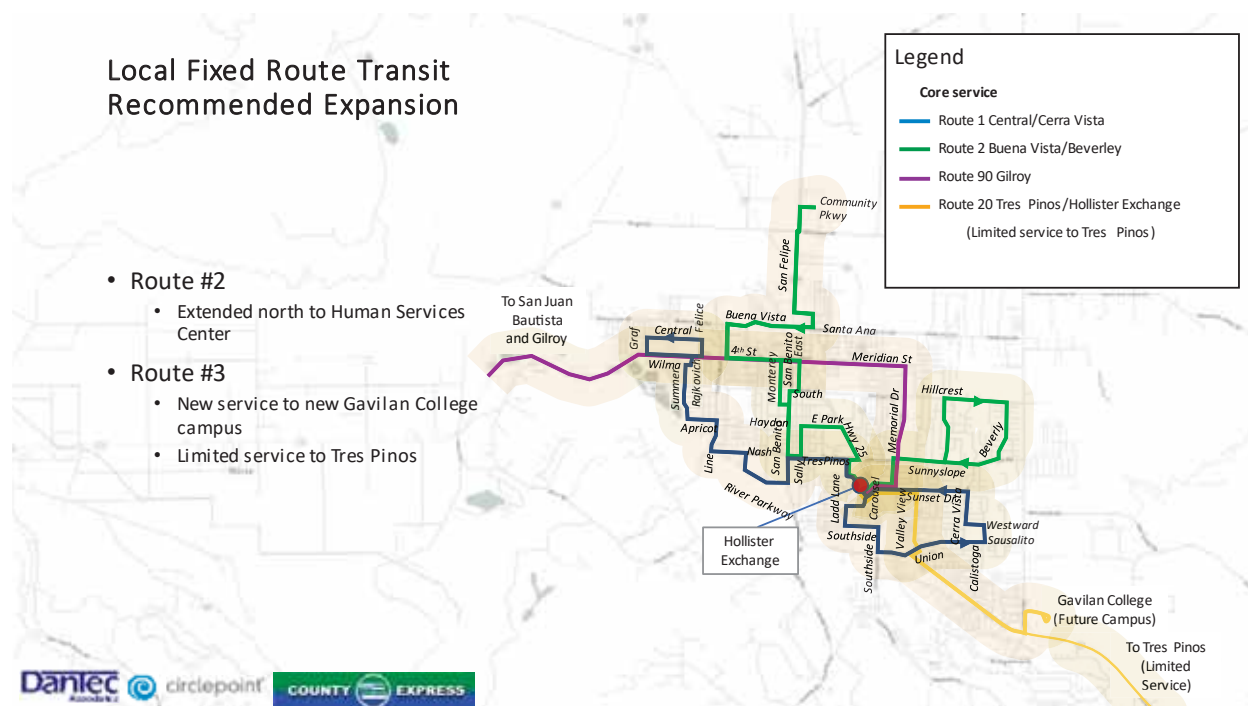 Local Fixed Route Transit
Recommended Expansion
• Route #2
• Extended north to Human Services
Center
• Route #3
• New service to new Gavilan College
campus
• Limited service to Tres Pinos
Legend
Core service
Route 1 Central/Cerra Vista
Route 2 Buena Vista/Beverley
Route 90 Gilroy
Route 20 Tres Pinos/Hollister Exchange
(Limited service to Tres Pinos)
Community
Pkwy
San Felipe
To San Juan
Bautista
and Gilroy
Buena Vista
Santa Ana
Graf
Central
Felice
4th St
San Benito
East
Meridian St
Wilma
Summer
Rajkovich
Monterey
South
Memorial Dr
Hillcrest
Beverly
Apricot
Haydon
E Park
Hwy 25
Line
Nash
San Benito
Sally
Tres Pinos
Sunnyslope
River Parkway
Ladd Lane
Carousel
Valley View
Sunset Dr
Cerra Vista
Westward
Sausalito
Southside
Southside
Union
Calistoga
Hollister
Exchange
Gavilan College
(Future Campus)
To Tres Pinos
(Limited
Service)
Dantec
Associates
circlepoint
COUNTY EXPRESS